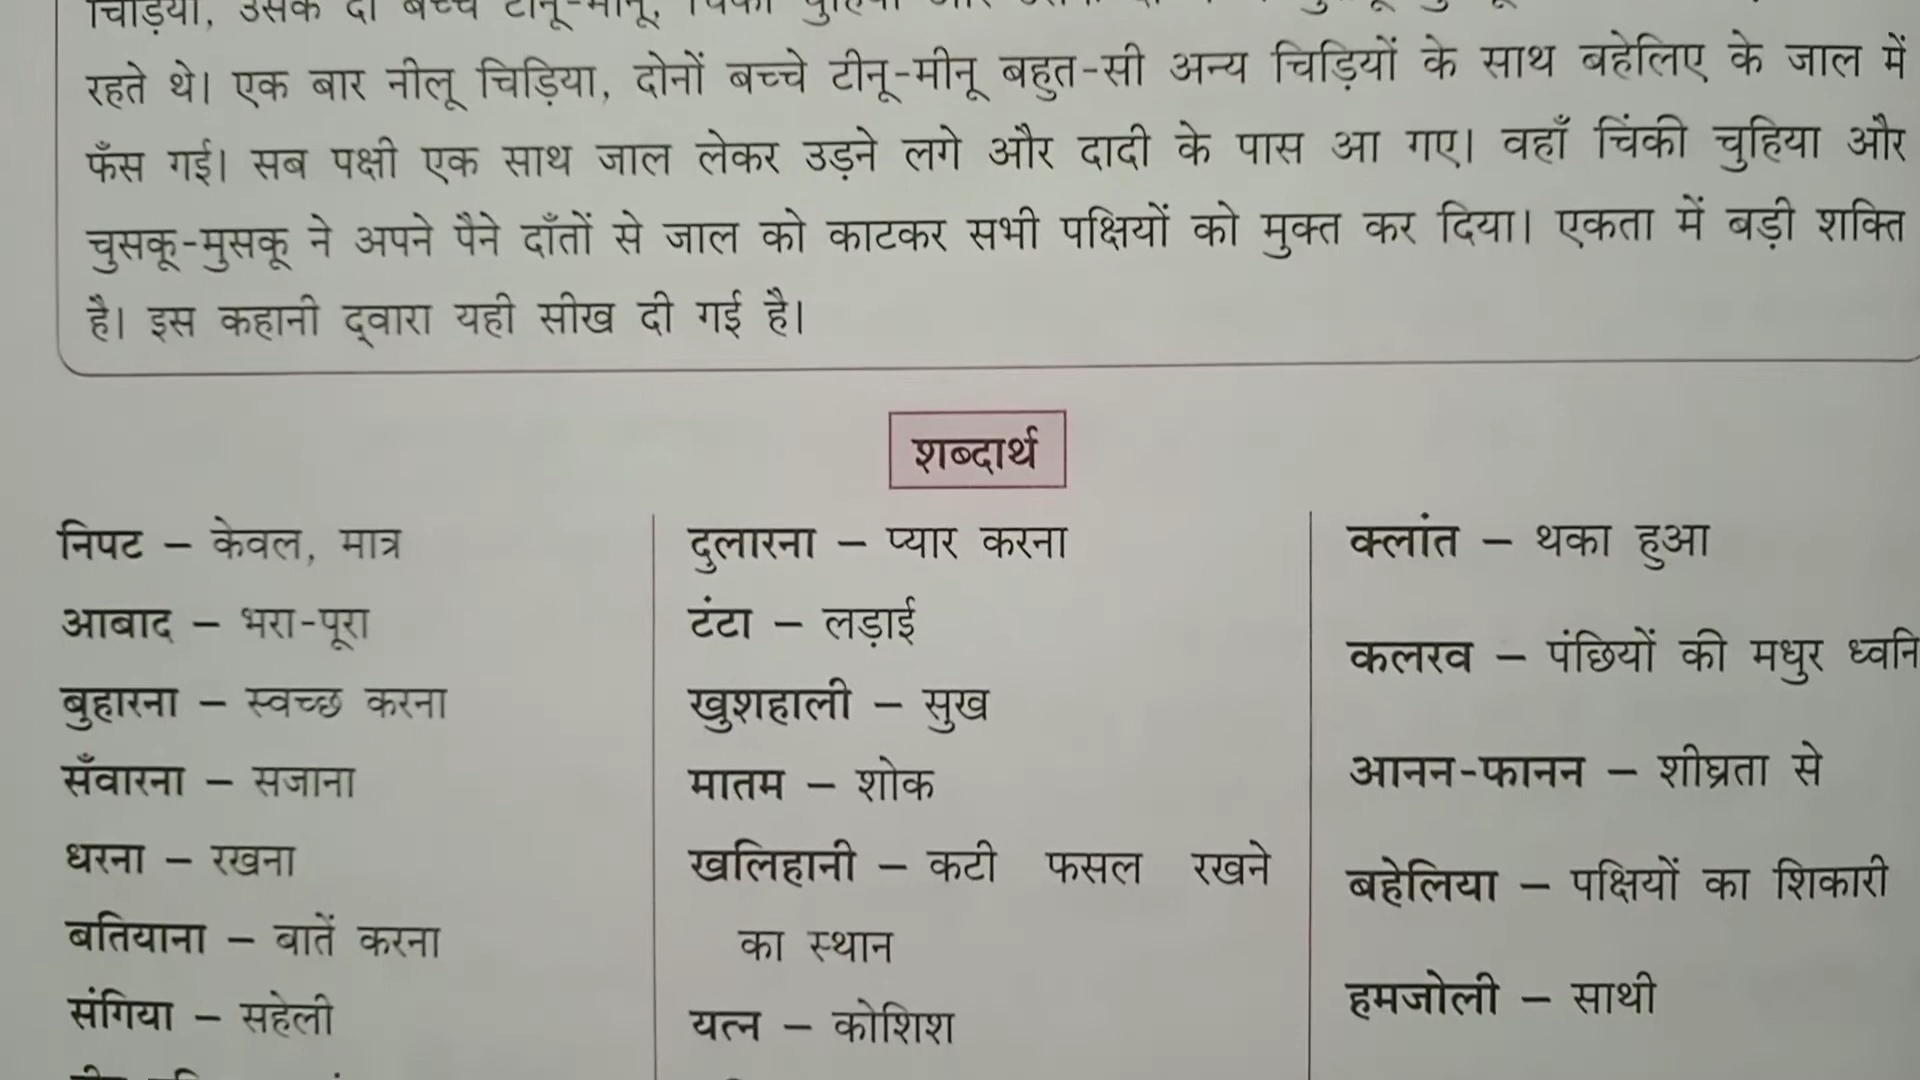 चिड़िया, उसके दो बच्चे टीनू-मीनू,
रहते थे। एक बार नीलू चिड़िया, दोनों बच्चे टीनू-मीनू बहुत-सी अन्य चिड़ियों के साथ बहेलिए के जाल में
फँस गई। सब पक्षी एक साथ जाल लेकर उड़ने लगे और दादी के पास आ गए। वहाँ चिंकी चुहिया और
चुसकू-मुसकू ने अपने पैने दाँतों से जाल को काटकर सभी पक्षियों को मुक्त कर दिया। एकता में बड़ी शक्ति
है। इस कहानी द्वारा यही सीख दी गई है।
शब्दार्थ
निपट – केवल, मात्र
आबाद – भरा-पूरा
बुहारना – स्वच्छ करना
सँवारना – सजाना
धरना – रखना
बतियाना – बातें करना
संगिया – सहेली
दुलारना – प्यार करना
टंटा – लड़ाई
खुशहाली – सुख
मातम – शोक
खलिहानी – कटी फसल रखने
का स्थान
यत्न – कोशिश
क्लांत – थका हुआ
कलरव – पंछियों की मधुर ध्वनि
आनन-फानन – शीघ्रता से
बहेलिया – पक्षियों का शिकारी
हमजोली – साथी